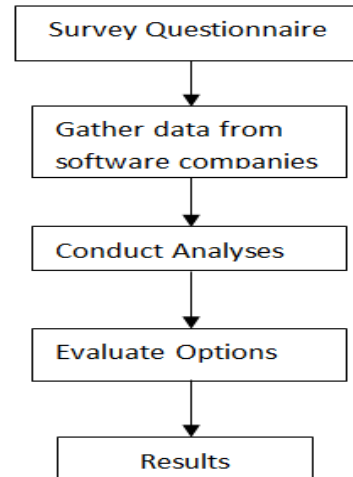 Survey Questionnaire
Gather data from
software companies
Conduct Analyses
Evaluate Options
Results